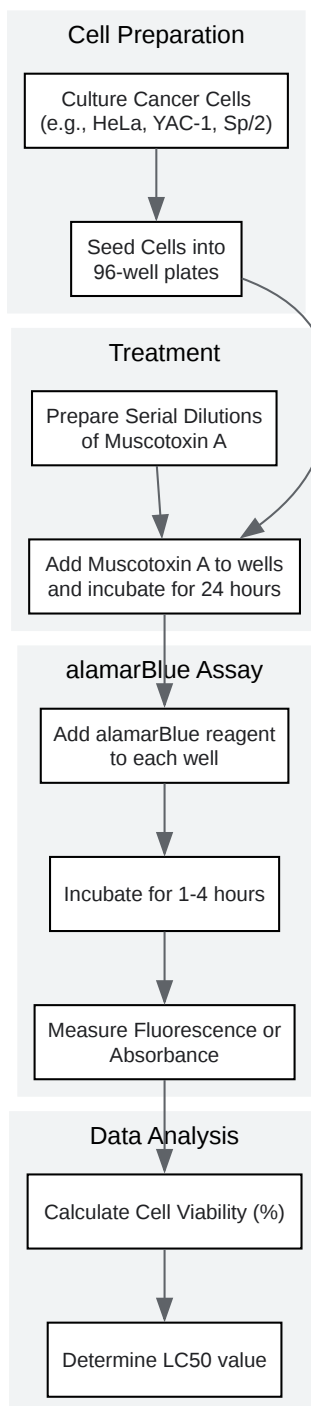 Cell Preparation
Culture Cancer Cells
(e.g., HeLa, YAC-1, Sp/2)
Seed Cells into
96-well plates
Treatment
Prepare Serial Dilutions
of Muscotoxin A
Add Muscotoxin A to wells
and incubate for 24 hours
alamarBlue Assay
Add alamarBlue reagent
to each well
Incubate for 1-4 hours
Measure Fluorescence or
Absorbance
Data Analysis
Calculate Cell Viability (%)
Determine LC50 value